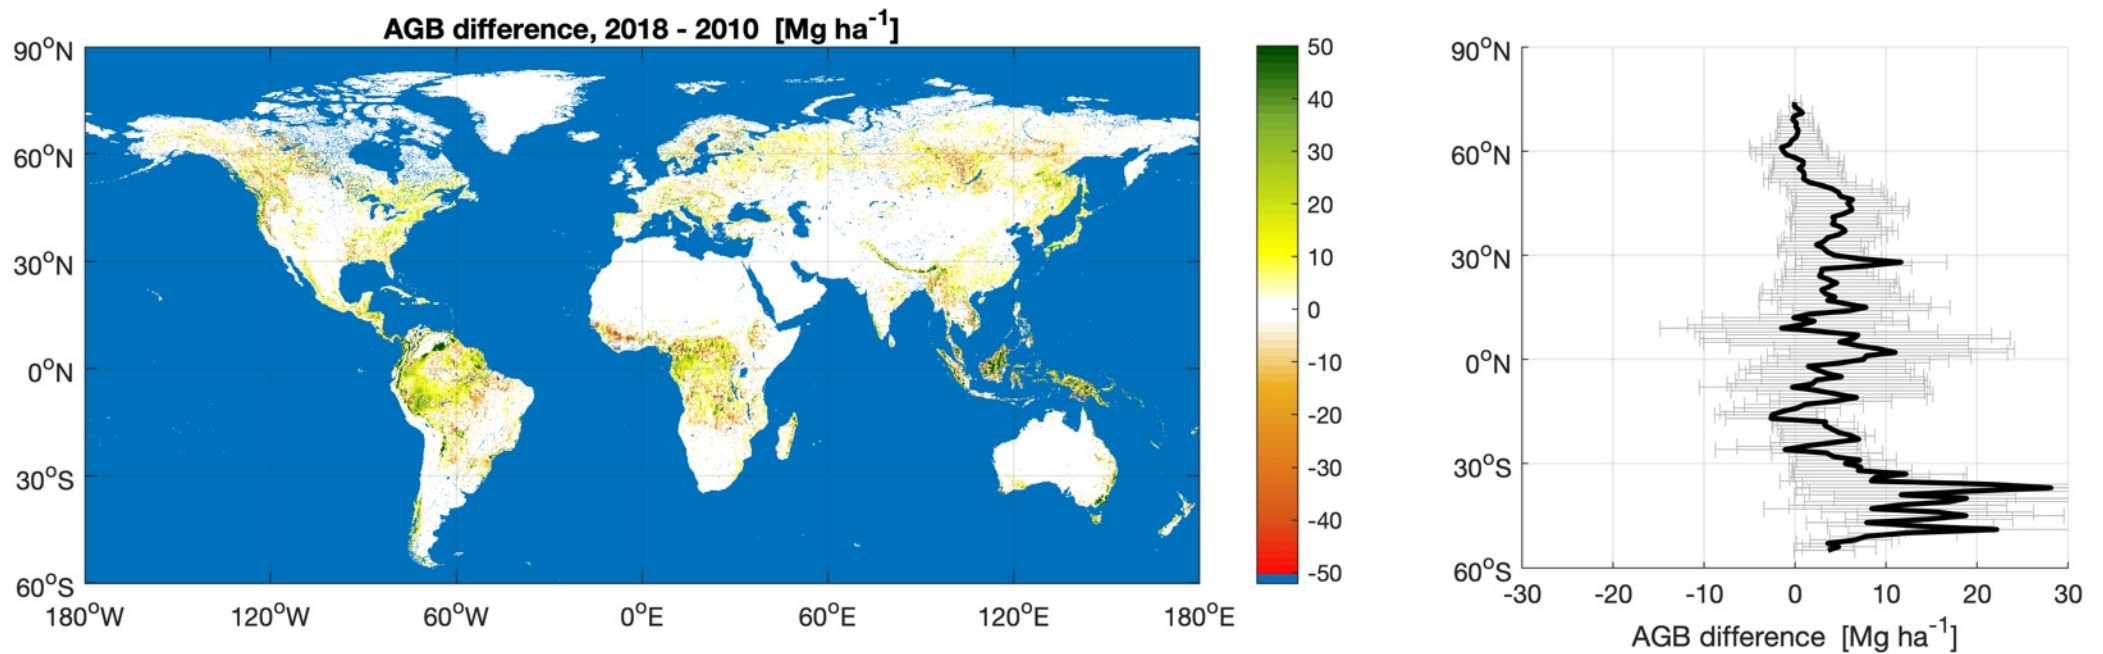 AGB difference, 2018 - 2010 [Mg ha⁻¹]
90°N
60°N
30°N
0°N
30°S
60°S
180°W 120°W 60°W 0°E 60°E 120°E 180°E
50
40
30
20
10
0
-10
-20
-30
-40
-50
90°N
60°N
30°N
0°N
30°S
60°S
-30 -20 -10 0 10 20 30
AGB difference [Mg ha⁻¹]